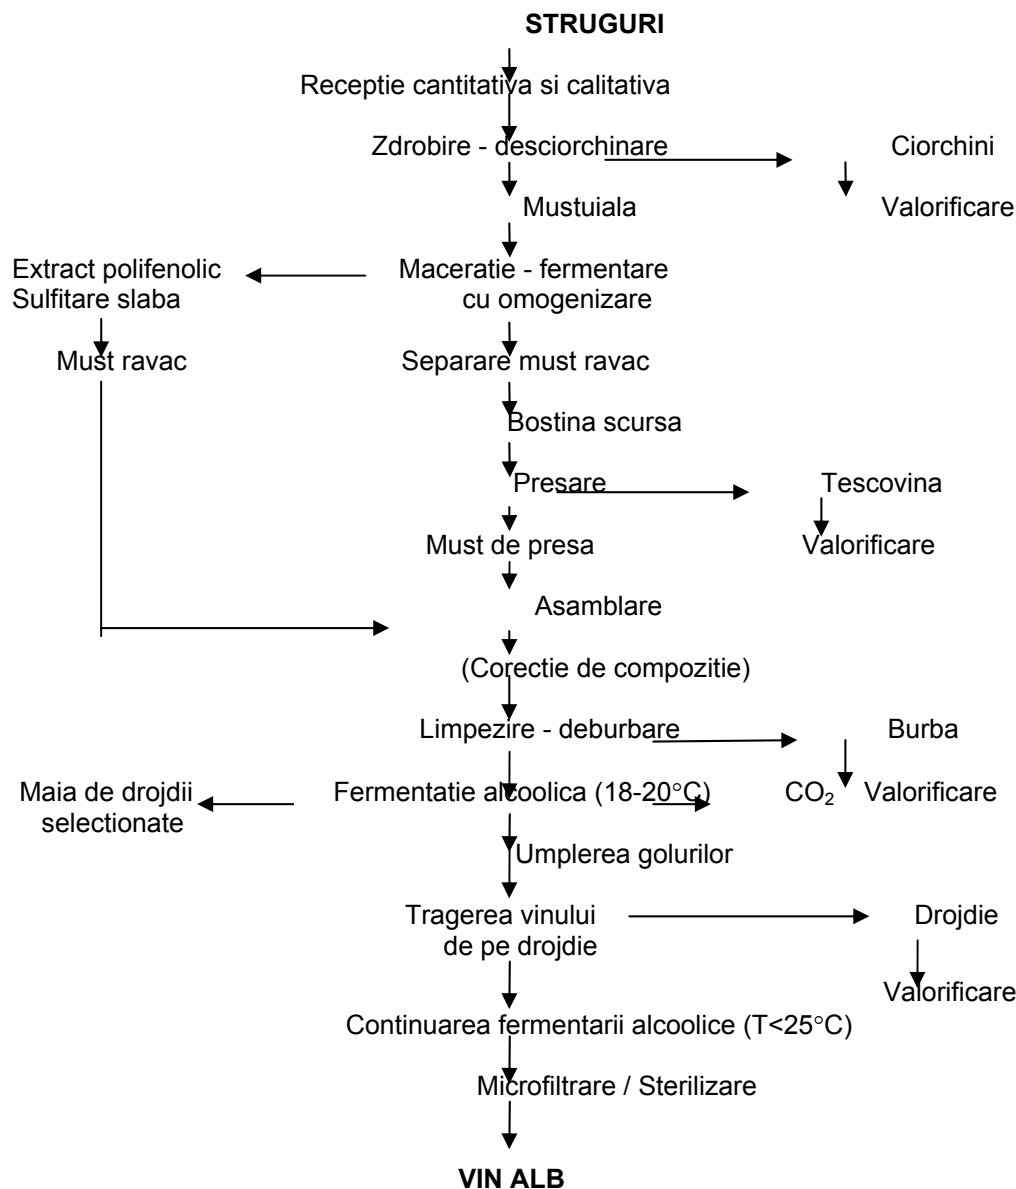 STRUGURI
Receptie cantitativa si calitativa
Zdrobire - desciorchinare
Ciorchini
Mustuiala
Valorificare
Extract polifenolic
Sulfitare slaba
Maceratie - fermentare
cu omogenizare
Must ravac
Separare must ravac
Bostina scursa
Presare
Tescovina
Must de presa
Valorificare
Asamblare
(Corectie de compozitie)
Limpezire - deburbare
Burba
Maia de drojdii
selectionate
Fermentatie alcoolica (18-20°C)
CO₂
Valorificare
Umplerea golurilor
Tragerea vinului
de pe drojdie
Drojdie
Valorificare
Continuarea fermentarii alcoolice (T<25°C)
Microfiltrare / Sterilizare
VIN ALB